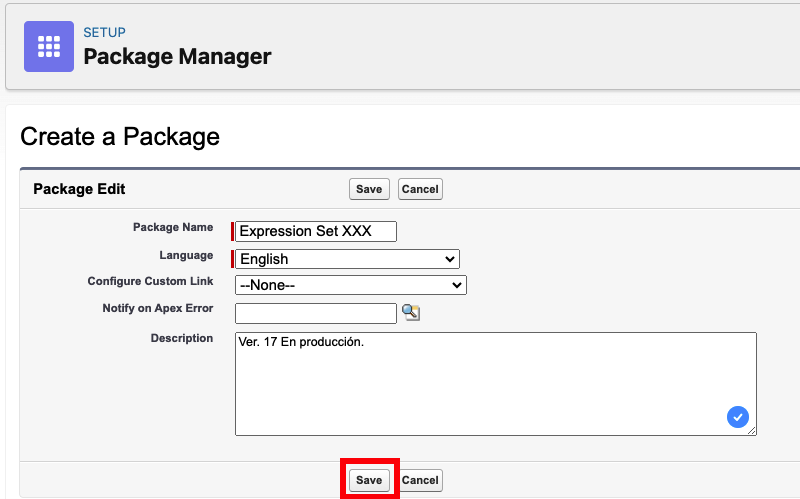 SETUP
Package Manager
Create a Package
Package Edit Save Cancel
Package Name Expression Set XXX
Language English
Configure Custom Link --None--
Notify on Apex Error
Description Ver. 17 En producción.
Save Cancel